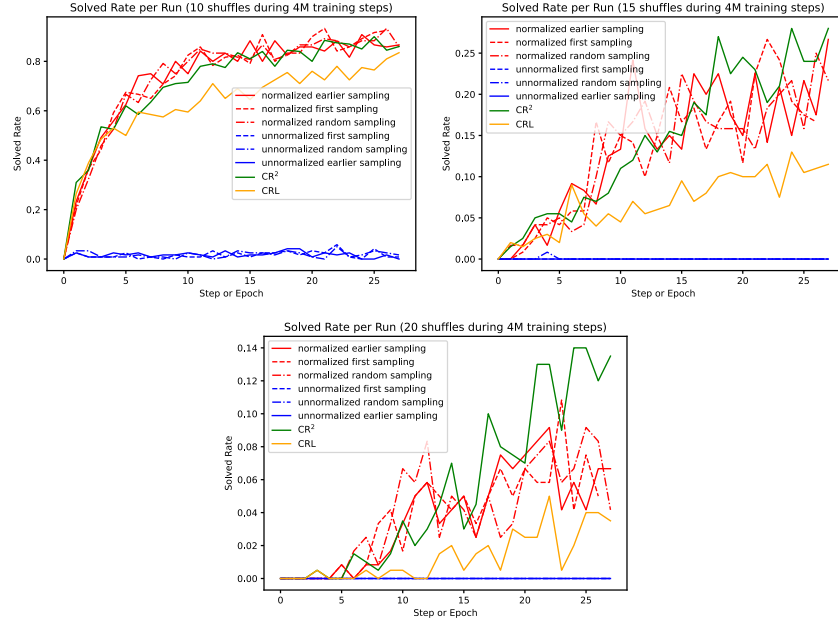 Solved Rate per Run (10 shuffles during 4M training steps)
0.8
0.6
0.4
0.2
0.0
Solved Rate
normalized earlier sampling
normalized first sampling
normalized random sampling
unnormalized first sampling
unnormalized random sampling
unnormalized earlier sampling
CR²
CRL
0 5 10 15 20 25
Step or Epoch
Solved Rate per Run (15 shuffles during 4M training steps)
0.25
0.20
0.15
0.10
0.05
0.00
Solved Rate
normalized earlier sampling
normalized first sampling
normalized random sampling
unnormalized first sampling
unnormalized random sampling
unnormalized earlier sampling
CR²
CRL
0 5 10 15 20 25
Step or Epoch
Solved Rate per Run (20 shuffles during 4M training steps)
0.14
0.12
0.10
0.08
0.06
0.04
0.02
0.00
Solved Rate
normalized earlier sampling
normalized first sampling
normalized random sampling
unnormalized first sampling
unnormalized random sampling
unnormalized earlier sampling
CR²
CRL
0 5 10 15 20 25
Step or Epoch